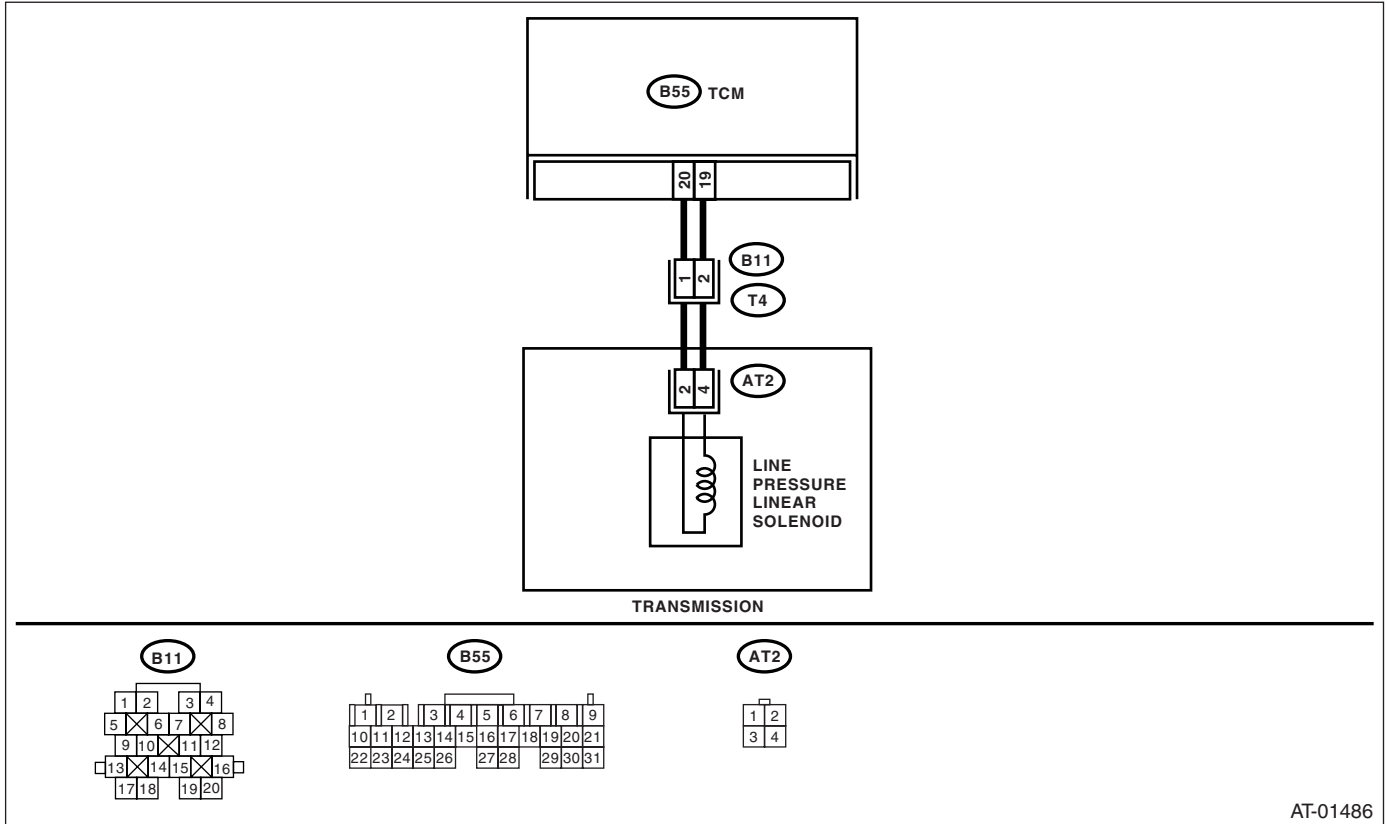 B55 TCM
20 19
B11
1 2
T4
AT2
2 4
LINE
PRESSURE
LINEAR
SOLENOID
TRANSMISSION
B11
1 2 3 4
5 6 7 8
9 10 11 12
13 14 15 16
17 18 19 20
B55
1 2 3 4 5 6 7 8 9
10 11 12 13 14 15 16 17 18 19 20 21
22 23 24 25 26 27 28 29 30 31
AT2
1 2
3 4
AT-01486